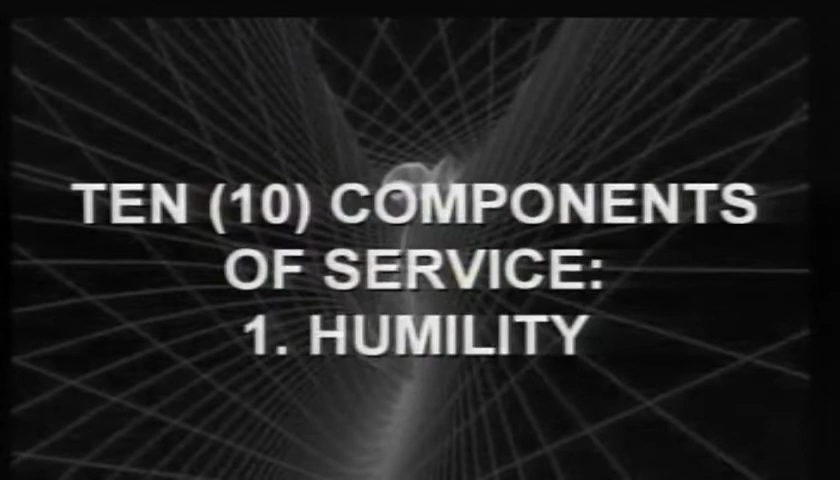 TEN (10) COMPONENTS
OF SERVICE:
1. HUMILITY